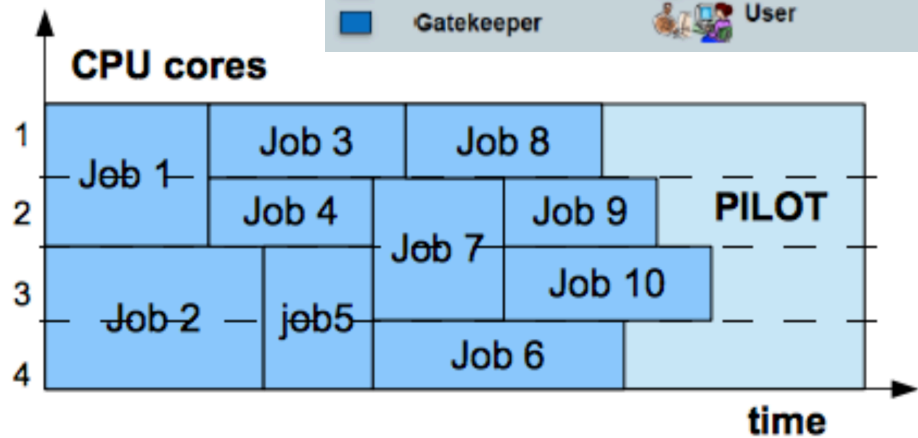 Gatekeeper
User
CPU cores
1
Job 1
Job 3
Job 8
2
Job 4
Job 7
Job 9
PILOT
3
Job 2
job5
Job 10
4
Job 6
time